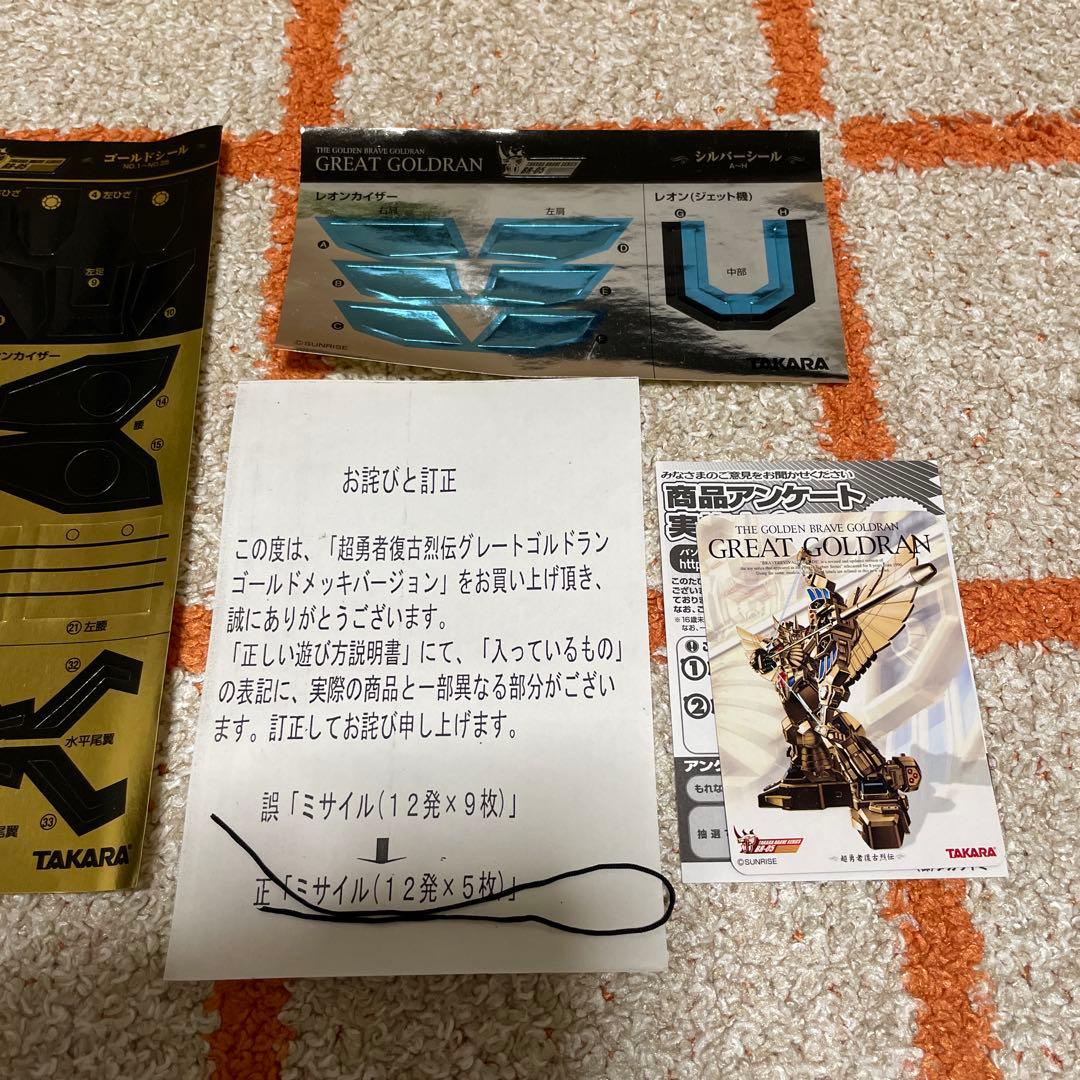 ゴールドシール
④左ひざ
左足
⑨
⑩
⑭
腰
⑮
㉑左腰
㉜
水平尾翼
㉝
TAKARA
THE GOLDEN BRAVE GOLDRAN
GREAT GOLDRAN
TAKARA BRAVE SERIES
BR-05
シルバーシール
A～H
レオンカイザー
右肩
左肩
A
D
B
E
C
F
©SUNRISE
レオン(ジェット機)
G
H
中部
TAKARA
お詫びと訂正
この度は、「超勇者復古烈伝グレートゴルドラン
ゴールドメッキバージョン」をお買い上げ頂き、
誠にありがとうございます。
「正しい遊び方説明書」にて、「入っているもの」
の表記に、実際の商品と一部異なる部分がござい
ます。訂正してお詫び申し上げます。
誤「ミサイル(12発×9枚)」
正「ミサイル(12発×5枚)」
みなさまのご意見をお聞かせください
商品アンケート
①
②
THE GOLDEN BRAVE GOLDRAN
GREAT GOLDRAN
TAKARA BRAVE SERIES
BR-05
©SUNRISE
～超勇者復古烈伝～
TAKARA